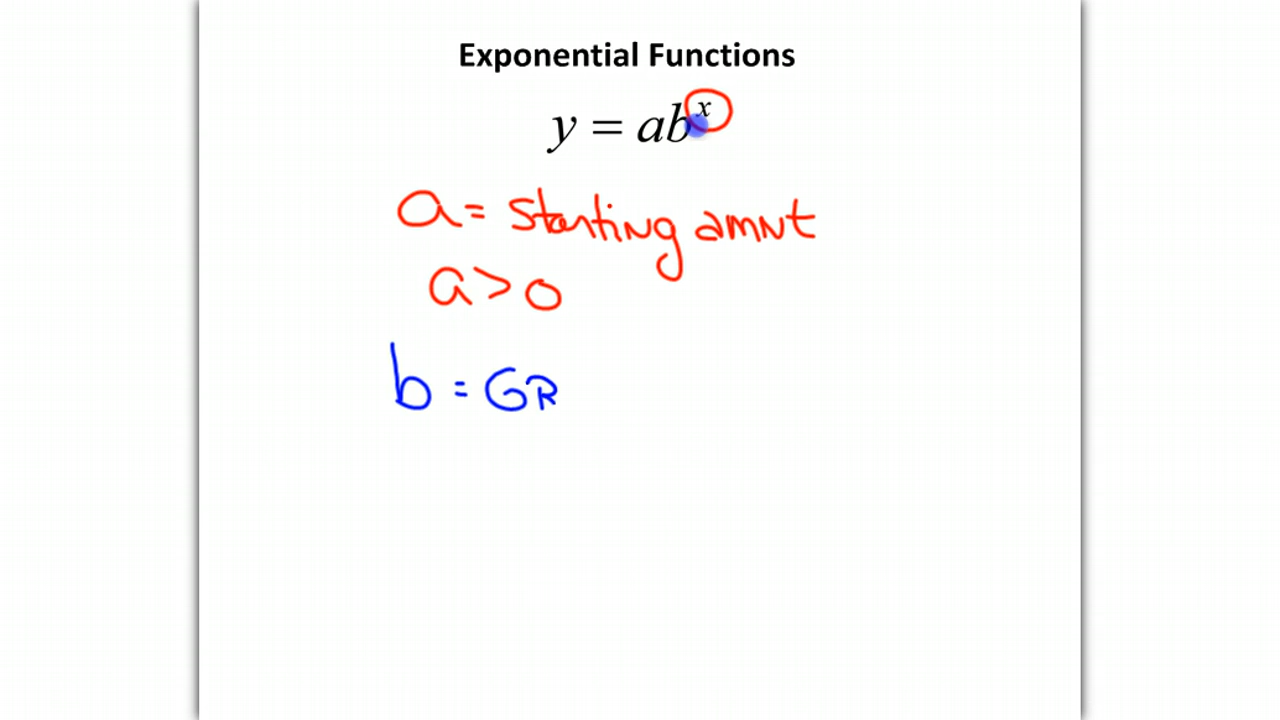 Exponential Functions
y = ab^x
a = starting amnt
a > 0
b = GR